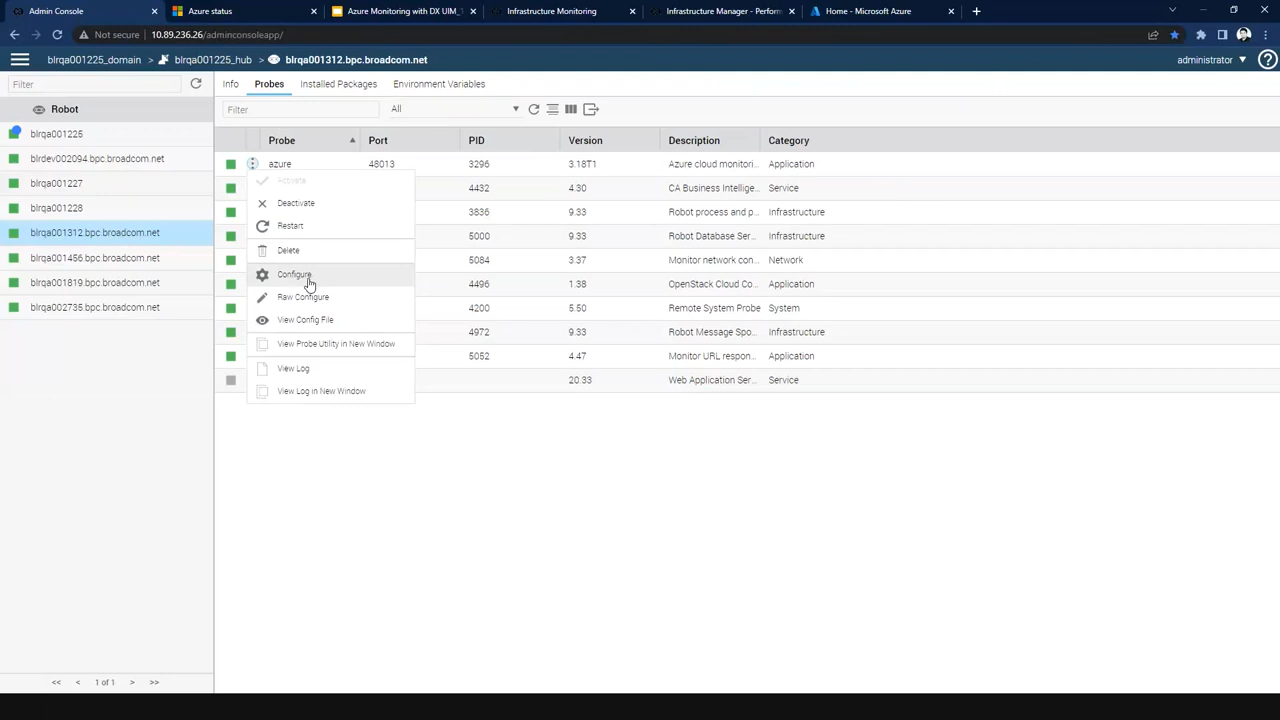 Admin Console
Azure status
Azure Monitoring with DX UIM_
Infrastructure Monitoring
Infrastructure Manager - Perform
Home - Microsoft Azure
Not secure
10.89.236.26/adminconsoleapp/
blrqa001225_domain > blrqa001225_hub > blrqa001312.bpc.broadcom.net
administrator
Filter
Info
Probes
Installed Packages
Environment Variables
Robot
Filter
All
blrqa001225
blrdev002094.bpc.broadcom.net
blrqa001227
blrqa001228
blrqa001312.bpc.broadcom.net
blrqa001456.bpc.broadcom.net
blrqa001819.bpc.broadcom.net
blrqa002735.bpc.broadcom.net
Probe Port PID Version Description Category
azure 48013 3296 3.18T1 Azure cloud monitori... Application
4432 4.30 CA Business Intellige... Service
3836 9.33 Robot process and p... Infrastructure
5000 9.33 Robot Database Ser... Infrastructure
5084 3.37 Monitor network con... Network
4496 1.38 OpenStack Cloud Co... Application
4200 5.50 Remote System Probe System
4972 9.33 Robot Message Spo... Infrastructure
5052 4.47 Monitor URL respon... Application
20.33 Web Application Ser... Service
Activate
Deactivate
Restart
Delete
Configure
Raw Configure
View Config File
View Probe Utility in New Window
View Log
View Log in New Window
<< < 1 of 1 > >>